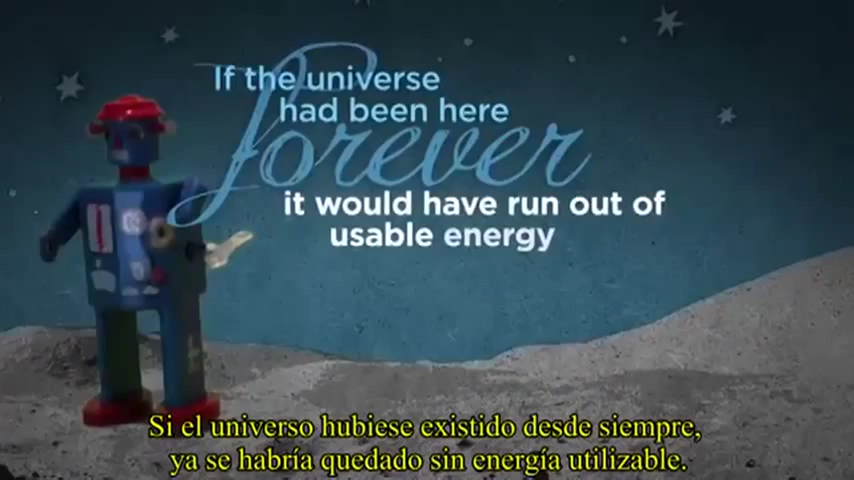 If the universe
had been here
forever
it would have run out of
usable energy
Si el universo hubiese existido desde siempre,
ya se habría quedado sin energía utilizable.